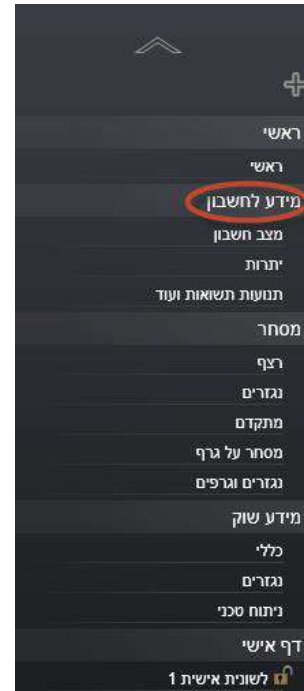 ראשי
ראשי
מידע לחשבון
מצב חשבון
יתרות
תנועות תשואות ועוד
מסחר
רצף
נגזרים
מתקדם
מסחר על גרף
נגזרים וגרפים
מידע שוק
כללי
נגזרים
ניתוח טכני
דף אישי
לשונית אישית 1